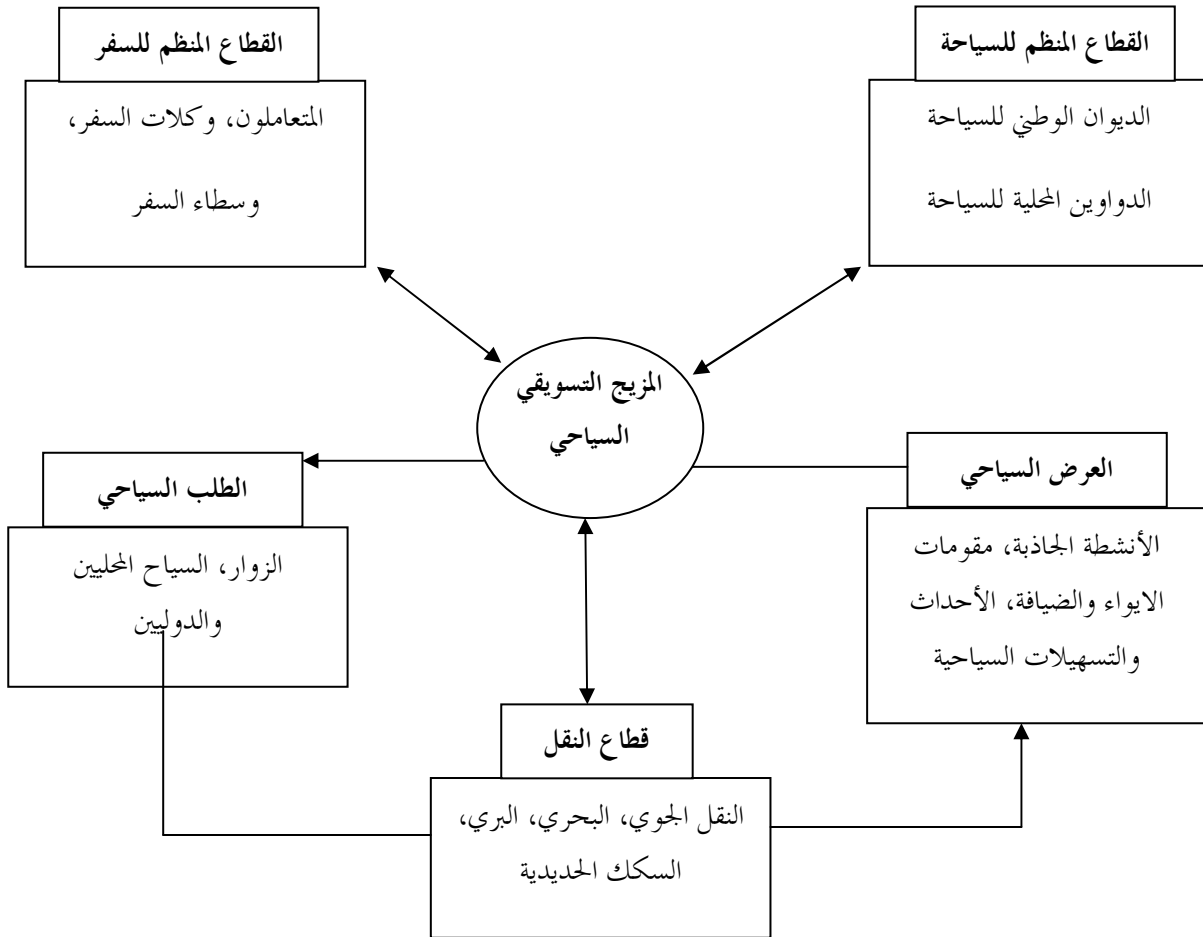 القطاع المنظم للسياحة
الديوان الوطني للسياحة
الدواوين المحلية للسياحة
القطاع المنظم للسفر
المتعاملون، وكلات السفر،
وسطاء السفر
المزيج التسويقي
السياحي
العرض السياحي
الأنشطة الجاذبة، مقومات
الايواء والضيافة، الأحداث
والتسهيلات السياحية
الطلب السياحي
الزوار، السياح المحليين
والدوليين
قطاع النقل
النقل الجوي، البحري، البري،
السكك الحديدية